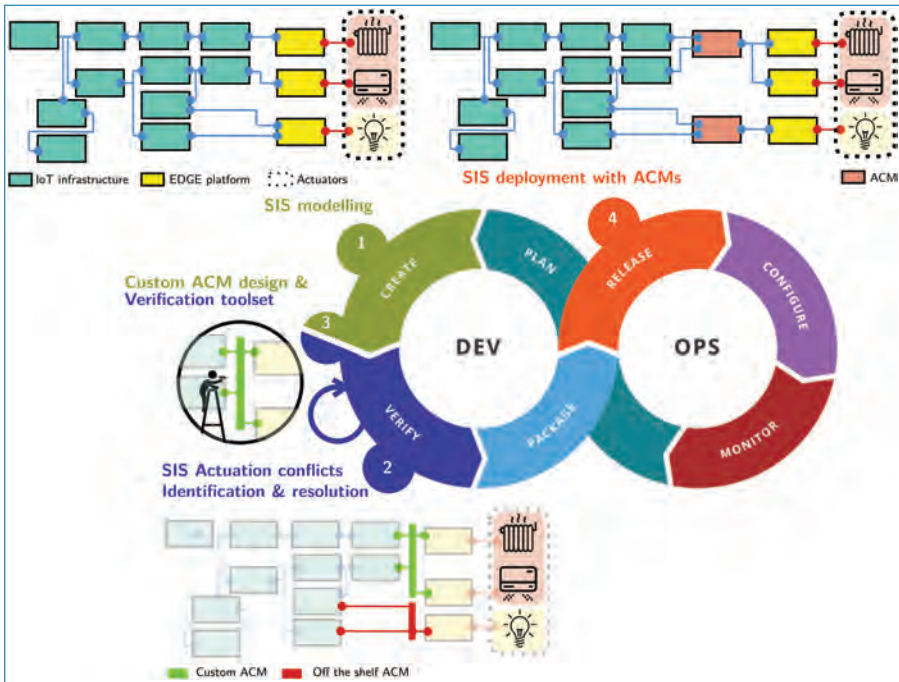 IoT infrastructure
EDGE platform
Actuators
SIS deployment with ACMs
ACM
SIS modelling
1
4
CREATE
PLAN
RELEASE
CONFIGURE
Custom ACM design &
Verification toolset
3
DEV
OPS
VERIFY
PACKAGE
MONITOR
2
SIS Actuation conflicts
Identification & resolution
Custom ACM
Off the shelf ACM